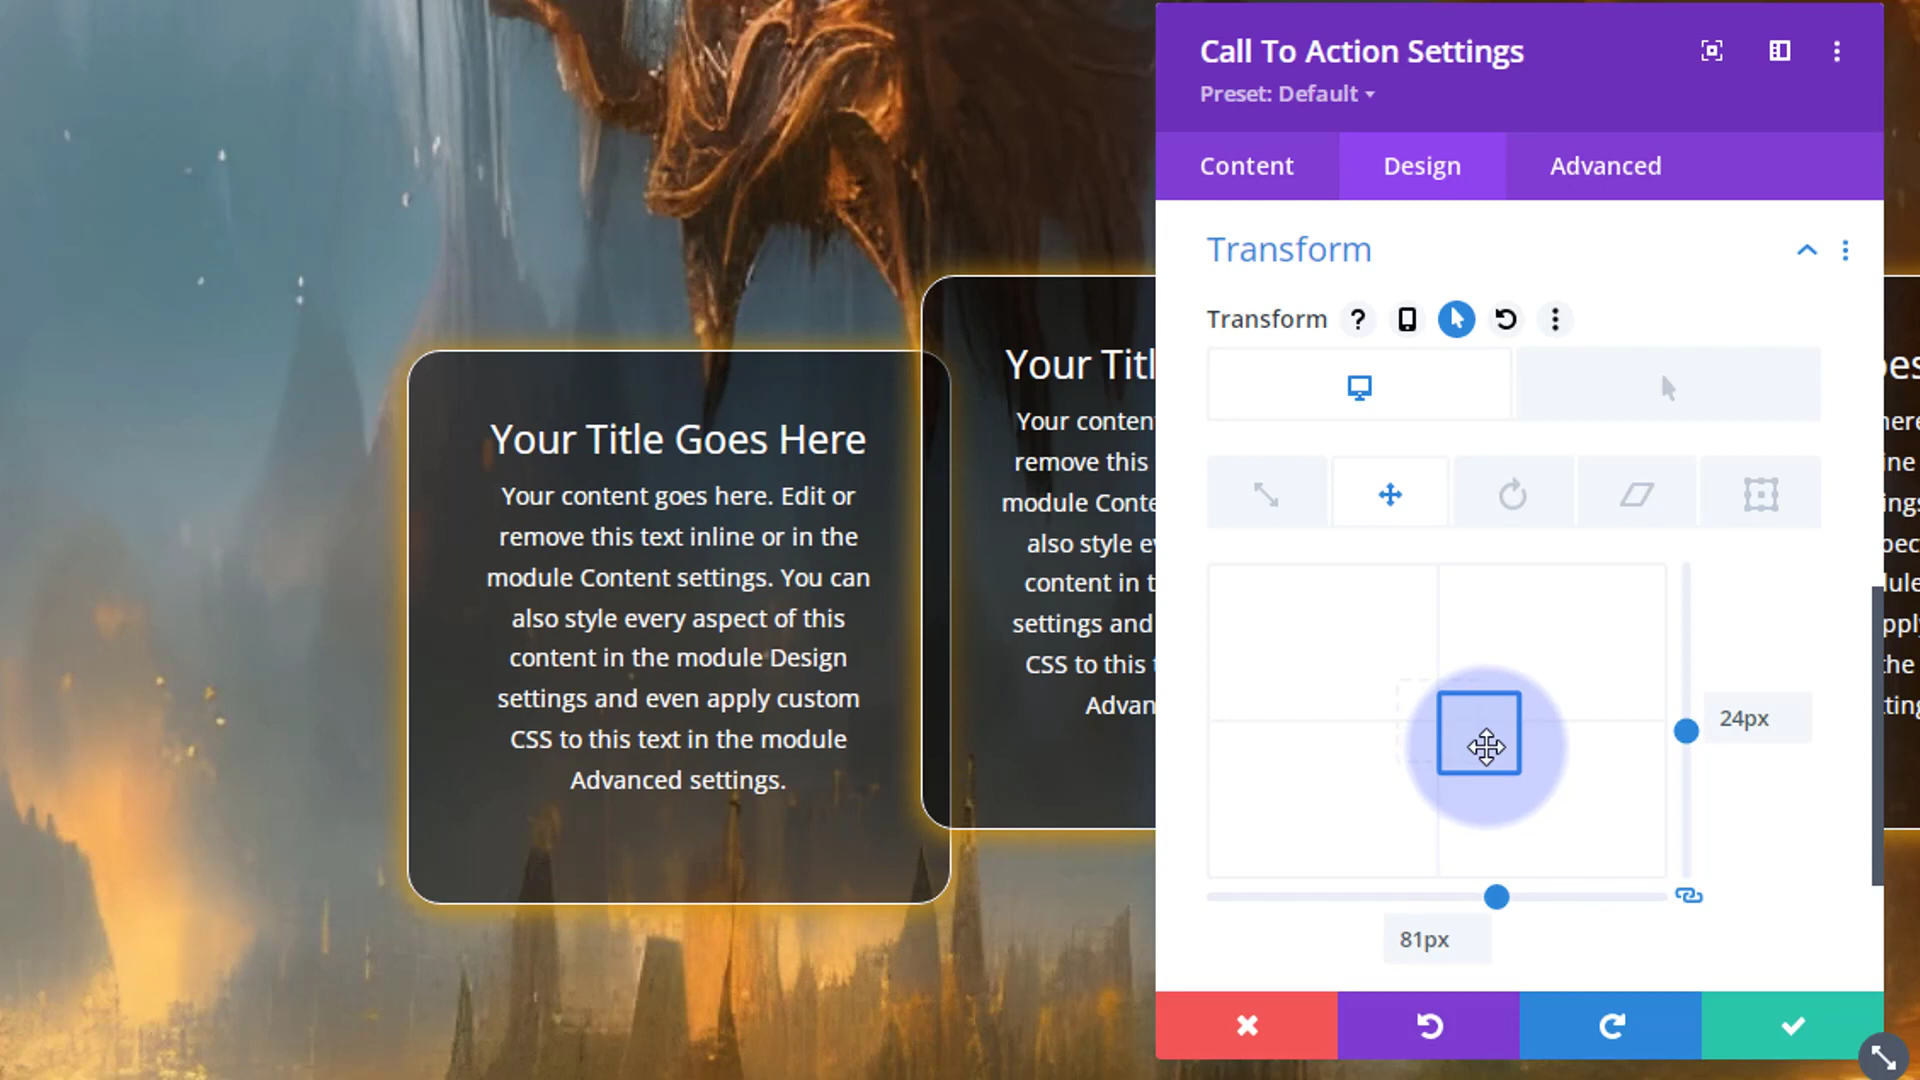 Call To Action Settings
Preset: Default
Content
Design
Advanced
Transform
Transform
24px
81px
Your Title Goes Here
Your content goes here. Edit or
remove this text inline or in the
module Content settings. You can
also style every aspect of this
content in the module Design
settings and even apply custom
CSS to this text in the module
Advanced settings.
Your Titl
Your conten
remove this
module Conte
also style e
content in t
settings and
CSS to this
Advan